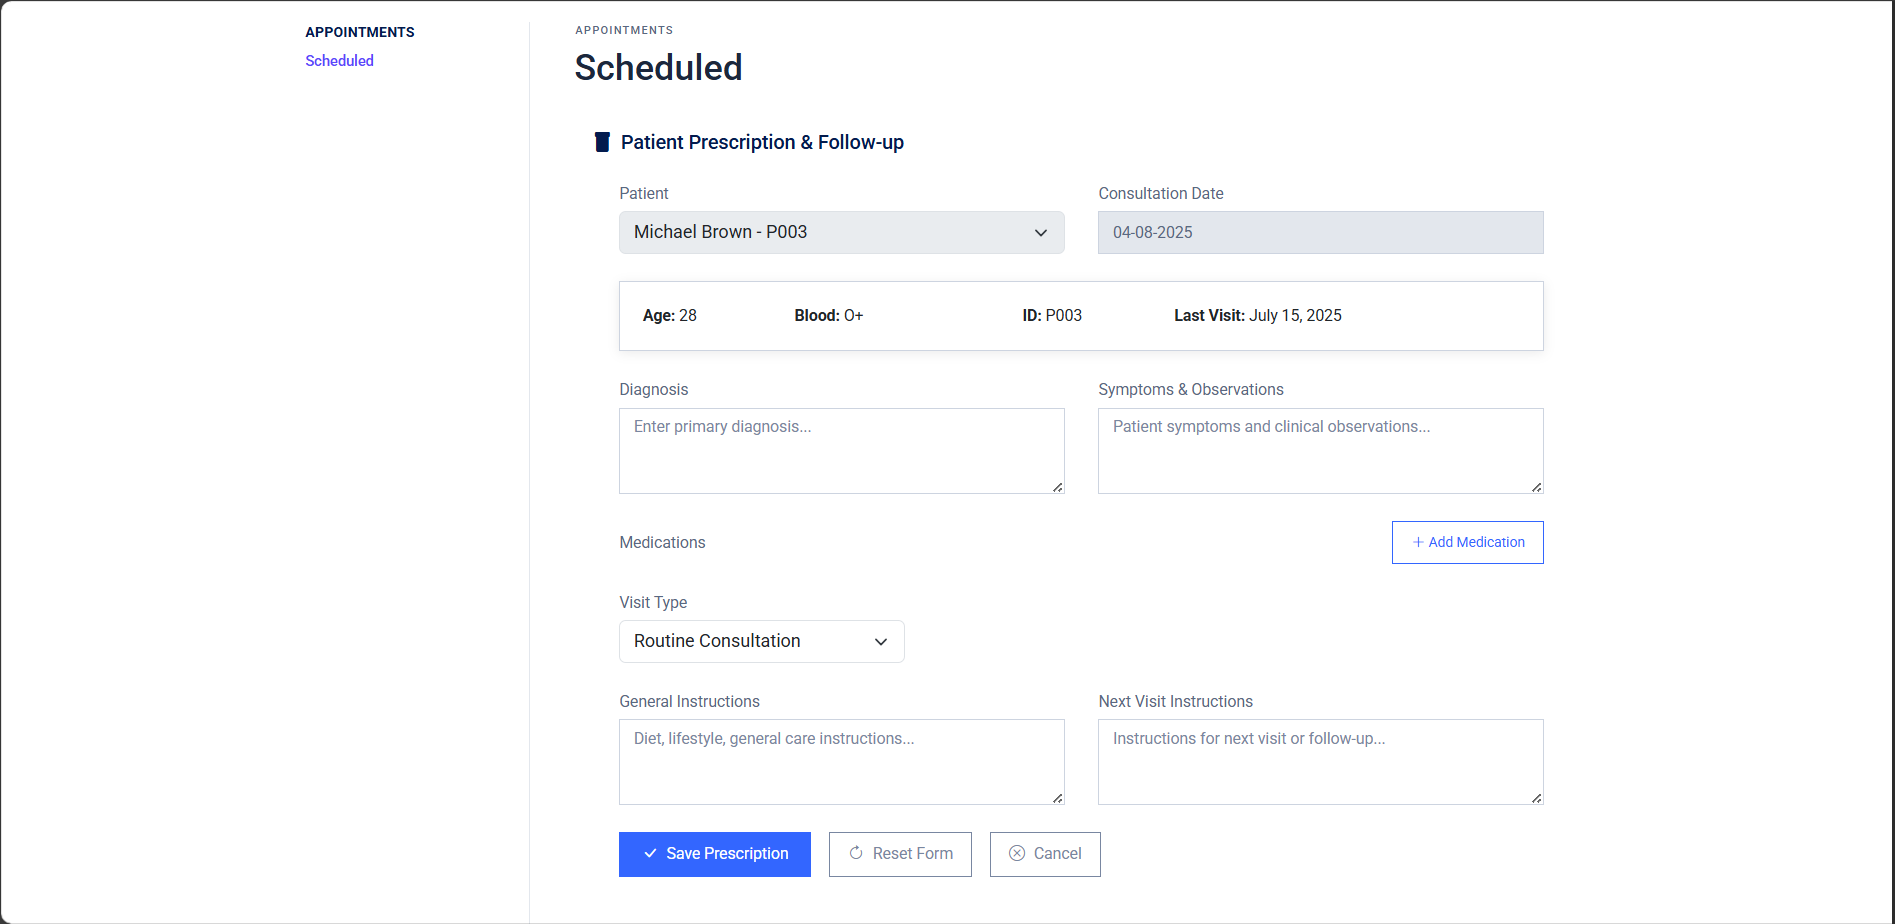 APPOINTMENTS
Scheduled
APPOINTMENTS
Scheduled
Patient Prescription & Follow-up
Patient
Consultation Date
Michael Brown - P003
04-08-2025
Age: 28 Blood: O+ ID: P003 Last Visit: July 15, 2025
Diagnosis
Symptoms & Observations
Enter primary diagnosis...
Patient symptoms and clinical observations...
Medications
+ Add Medication
Visit Type
Routine Consultation
General Instructions
Next Visit Instructions
Diet, lifestyle, general care instructions...
Instructions for next visit or follow-up...
Save Prescription
Reset Form
Cancel